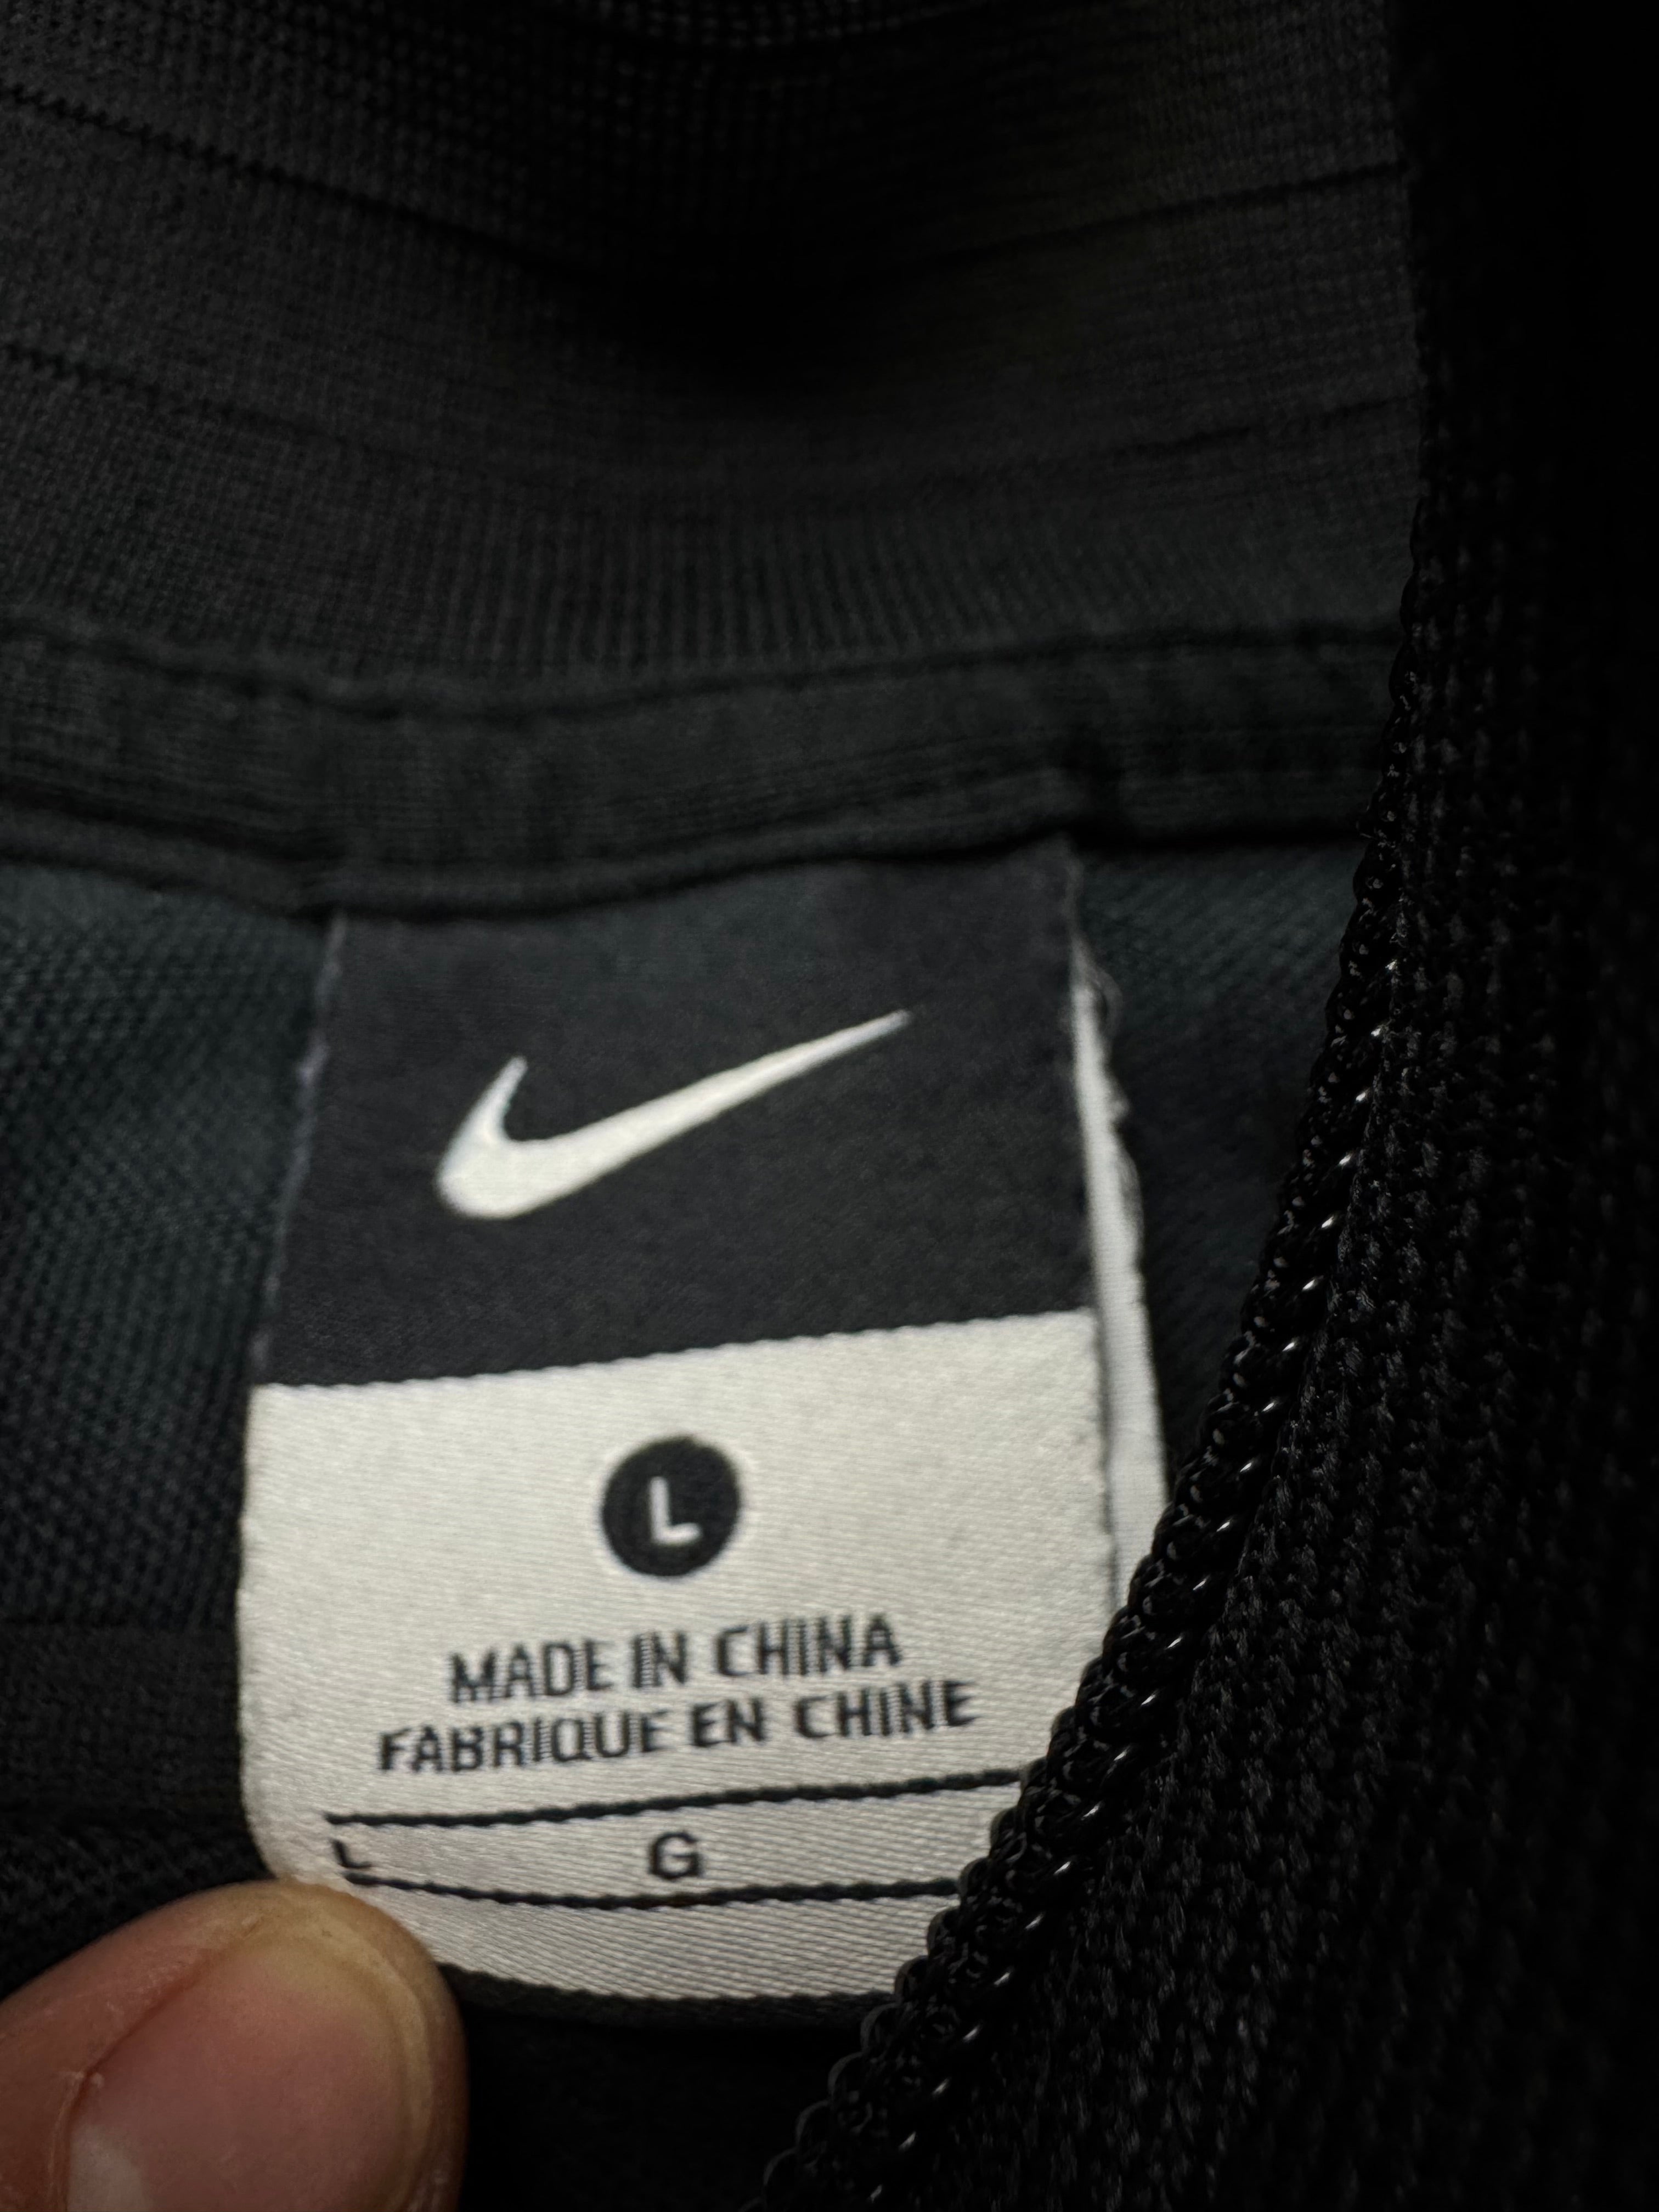 L
MADE IN CHINA
FABRIQUE EN CHINE
L G